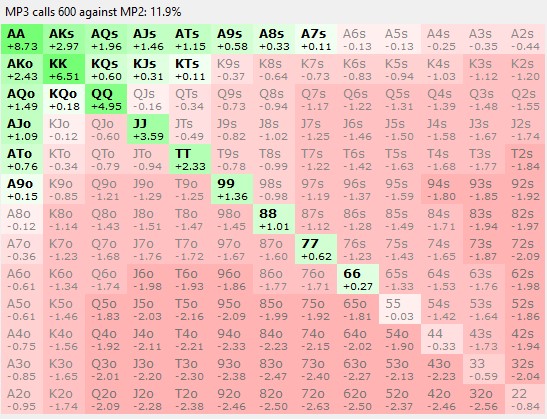 MP3 calls 600 against MP2: 11.9%
AA AKs AQs AJs ATs A9s A8s A7s A6s A5s A4s A3s A2s
+8.73 +2.97 +1.96 +1.46 +1.15 +0.58 +0.33 +0.11 -0.13 -0.13 -0.25 -0.35 -0.44
AKo KK KQs KJs KTs K9s K8s K7s K6s K5s K4s K3s K2s
+2.43 +6.51 +0.60 +0.31 +0.11 -0.37 -0.64 -0.73 -0.83 -0.94 -1.03 -1.12 -1.20
AQo KQo QQ QJs QTs Q9s Q8s Q7s Q6s Q5s Q4s Q3s Q2s
+1.49 +0.18 +4.95 -0.16 -0.34 -0.73 -0.94 -1.17 -1.22 -1.31 -1.39 -1.48 -1.55
AJo KJo QJo JJ JTs J9s J8s J7s J6s J5s J4s J3s J2s
+1.09 -0.12 -0.60 +3.59 -0.49 -0.82 -1.02 -1.25 -1.46 -1.50 -1.58 -1.67 -1.74
ATo KTo QTo JTo TT T9s T8s T7s T6s T5s T4s T3s T2s
+0.76 -0.34 -0.79 -0.94 +2.33 -0.78 -0.99 -1.22 -1.42 -1.63 -1.68 -1.77 -1.84
A9o K9o Q9o J9o T9o 99 98s 97s 96s 95s 94s 93s 92s
+0.15 -0.85 -1.21 -1.29 -1.25 +1.36 -0.98 -1.19 -1.37 -1.59 -1.80 -1.85 -1.92
A8o K8o Q8o J8o T8o 98o 88 87s 86s 85s 84s 83s 82s
-0.12 -1.14 -1.43 -1.51 -1.47 -1.45 +1.01 -1.12 -1.28 -1.49 -1.71 -1.94 -1.97
A7o K7o Q7o J7o T7o 97o 87o 77 76s 75s 74s 73s 72s
-0.36 -1.23 -1.68 -1.76 -1.72 -1.67 -1.60 +0.62 -1.23 -1.43 -1.65 -1.87 -2.09
A6o K6o Q6o J6o T6o 96o 86o 76o 66 65s 64s 63s 62s
-0.61 -1.34 -1.74 -1.98 -1.93 -1.86 -1.77 -1.71 +0.27 -1.33 -1.53 -1.76 -1.98
A5o K5o Q5o J5o T5o 95o 85o 75o 65o 55 54s 53s 52s
-0.61 -1.46 -1.83 -2.03 -2.16 -2.09 -1.99 -1.92 -1.81 -0.03 -1.42 -1.64 -1.86
A4o K4o Q4o J4o T4o 94o 84o 74o 64o 54o 44 43s 42s
-0.75 -1.56 -1.92 -2.11 -2.21 -2.33 -2.23 -2.15 -2.02 -1.90 -0.33 -1.73 -1.94
A3o K3o Q3o J3o T3o 93o 83o 73o 63o 53o 43o 33 32s
-0.85 -1.65 -2.01 -2.20 -2.30 -2.38 -2.47 -2.40 -2.27 -2.13 -2.23 -0.59 -2.04
A2o K2o Q2o J2o T2o 92o 82o 72o 62o 52o 42o 32o 22
-0.95 -1.74 -2.09 -2.28 -2.38 -2.46 -2.50 -2.63 -2.50 -2.37 -2.46 -2.56 -0.84